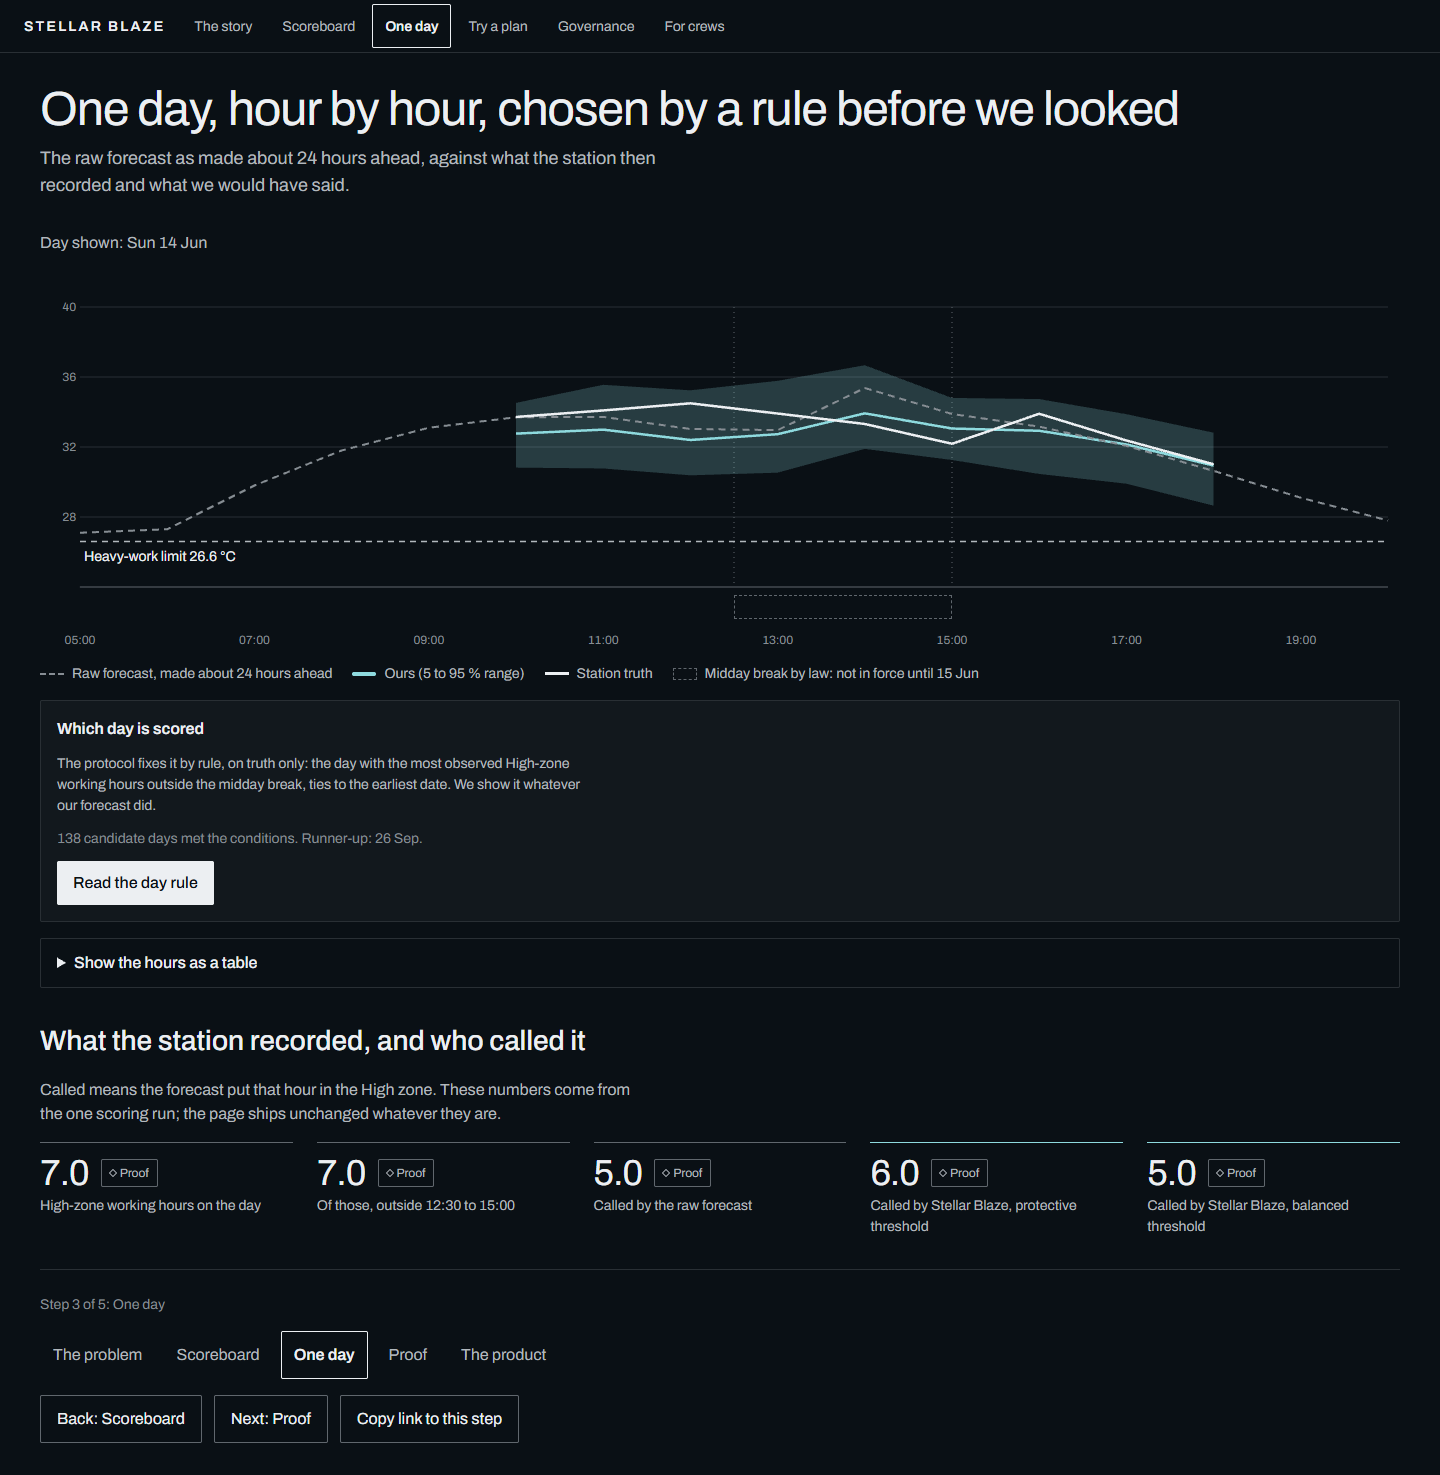 STELLAR BLAZE
The story
Scoreboard
One day
Try a plan
Governance
For crews
One day, hour by hour, chosen by a rule before we looked
The raw forecast as made about 24 hours ahead, against what the station then
recorded and what we would have said.
Day shown: Sun 14 Jun
40
36
32
28
Heavy-work limit 26.6 °C
05:00
07:00
09:00
11:00
13:00
15:00
17:00
19:00
Raw forecast, made about 24 hours ahead
Ours (5 to 95 % range)
Station truth
Midday break by law: not in force until 15 Jun
Which day is scored
The protocol fixes it by rule, on truth only: the day with the most observed High-zone
working hours outside the midday break, ties to the earliest date. We show it whatever
our forecast did.
138 candidate days met the conditions. Runner-up: 26 Sep.
Read the day rule
Show the hours as a table
What the station recorded, and who called it
Called means the forecast put that hour in the High zone. These numbers come from
the one scoring run; the page ships unchanged whatever they are.
7.0
Proof
High-zone working hours on the day
7.0
Proof
Of those, outside 12:30 to 15:00
5.0
Proof
Called by the raw forecast
6.0
Proof
Called by Stellar Blaze, protective
threshold
5.0
Proof
Called by Stellar Blaze, balanced
threshold
Step 3 of 5: One day
The problem
Scoreboard
One day
Proof
The product
Back: Scoreboard
Next: Proof
Copy link to this step